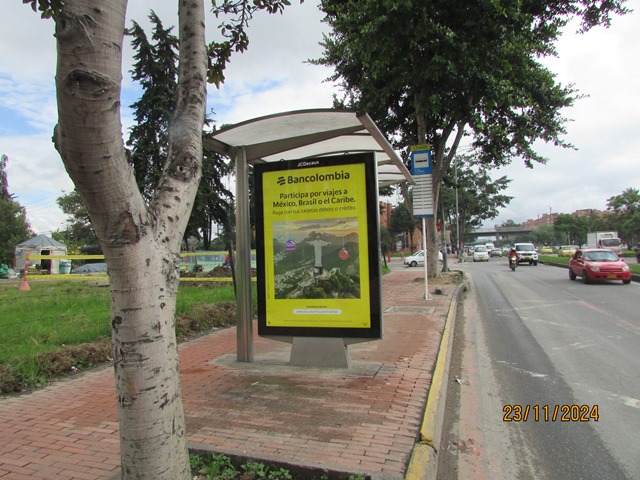 JCDecaux
Bancolombia
Participa por viajes a
México, Brasil o el Caribe.
Paga con tus tarjetas débito o crédito.
23/11/2024